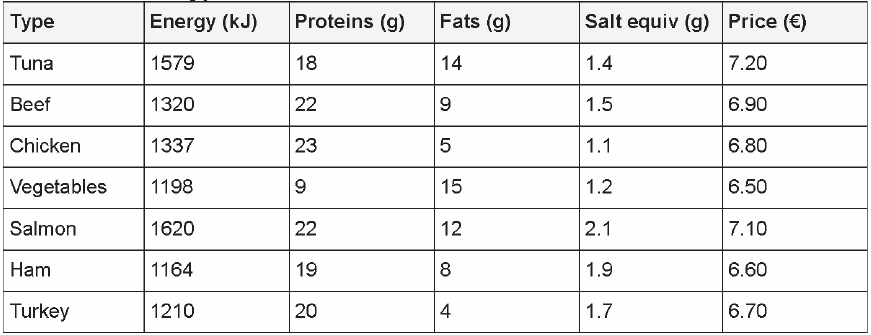 Type Energy (kJ) Proteins (g) Fats (g) Salt equiv (g) Price (€)
Tuna 1579 18 14 1.4 7.20
Beef 1320 22 9 1.5 6.90
Chicken 1337 23 5 1.1 6.80
Vegetables 1198 9 15 1.2 6.50
Salmon 1620 22 12 2.1 7.10
Ham 1164 19 8 1.9 6.60
Turkey 1210 20 4 1.7 6.70